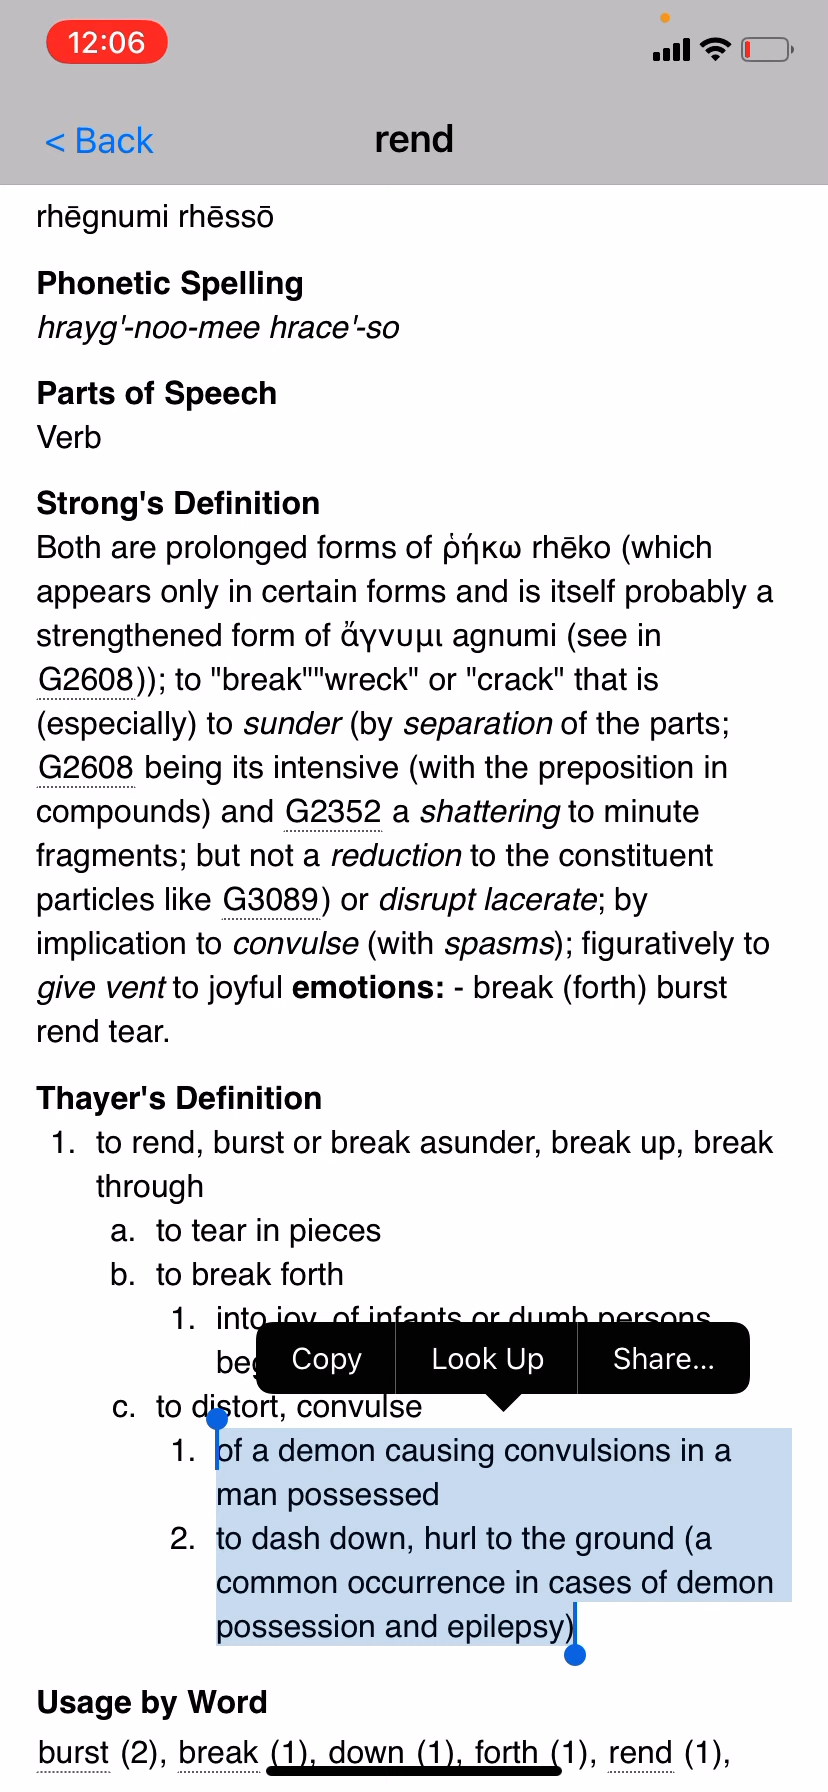 12:06
< Back
rend
rhēgnumi rhēssō
Phonetic Spelling
hrayg'-noo-mee hrace'-so
Parts of Speech
Verb
Strong's Definition
Both are prolonged forms of ῥήκω rhēko (which
appears only in certain forms and is itself probably a
strengthened form of ἄγνυμι agnumi (see in
G2608)); to "break""wreck" or "crack" that is
(especially) to sunder (by separation of the parts;
G2608 being its intensive (with the preposition in
compounds) and G2352 a shattering to minute
fragments; but not a reduction to the constituent
particles like G3089) or disrupt lacerate; by
implication to convulse (with spasms); figuratively to
give vent to joyful emotions: - break (forth) burst
rend tear.
Thayer's Definition
1. to rend, burst or break asunder, break up, break
through
a. to tear in pieces
b. to break forth
1. into joy, of infants or dumb persons
Copy Look Up Share...
c. to distort, convulse
1. of a demon causing convulsions in a
man possessed
2. to dash down, hurl to the ground (a
common occurrence in cases of demon
possession and epilepsy)
Usage by Word
burst (2), break (1), down (1), forth (1), rend (1),